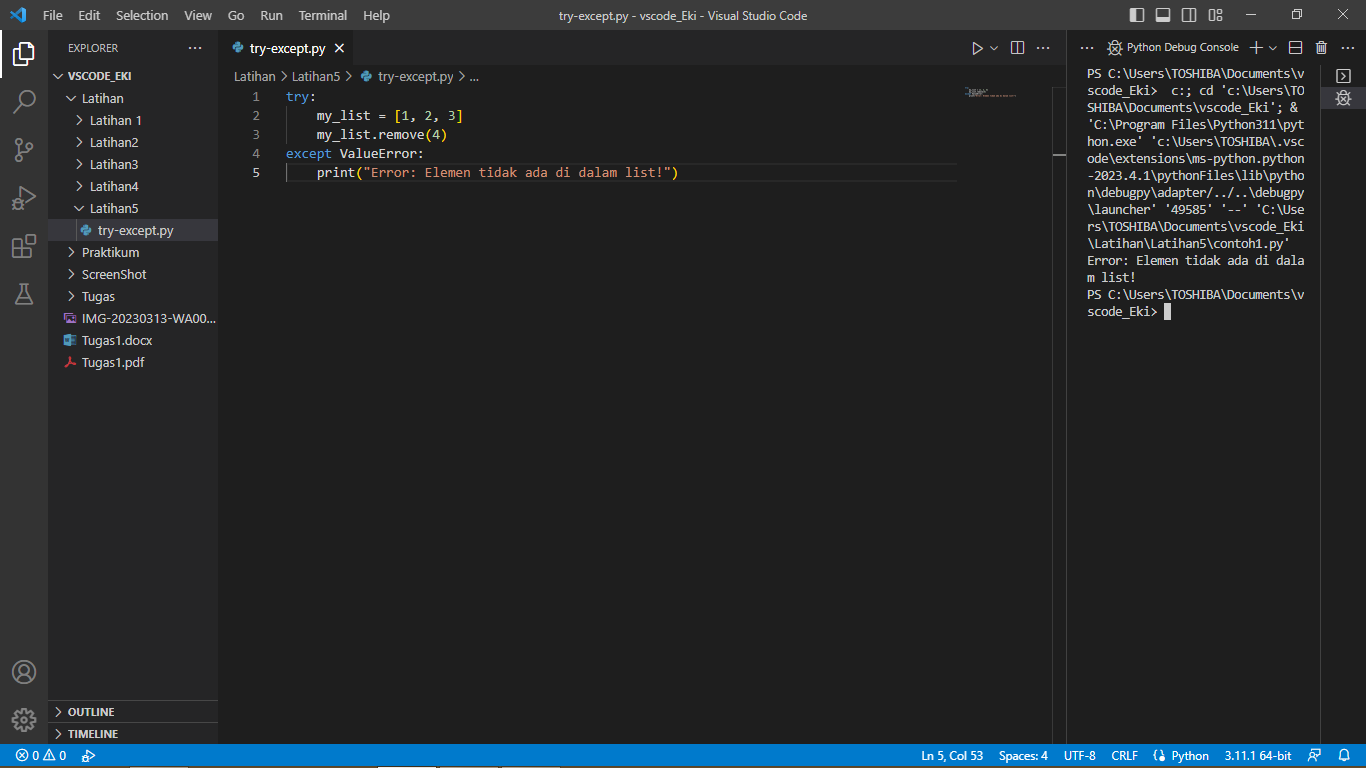 File Edit Selection View Go Run Terminal Help
try-except.py - vscode_Eki - Visual Studio Code
EXPLORER
VSCODE_EKI
Latihan
Latihan 1
Latihan2
Latihan3
Latihan4
Latihan5
try-except.py
Praktikum
ScreenShot
Tugas
IMG-20230313-WA00...
Tugas1.docx
Tugas1.pdf
OUTLINE
TIMELINE
try-except.py
Latihan > Latihan5 > try-except.py > ...
1 try:
2     my_list = [1, 2, 3]
3     my_list.remove(4)
4 except ValueError:
5     print("Error: Elemen tidak ada di dalam list!")
Python Debug Console
PS C:\Users\TOSHIBA\Documents\v
scode_Eki>  c:; cd 'c:\Users\TO
SHIBA\Documents\vscode_Eki'; &
'C:\Program Files\Python311\pyt
hon.exe' 'c:\Users\TOSHIBA\.vsc
ode\extensions\ms-python.python
-2023.4.1\pythonFiles\lib\pytho
n\debugpy\adapter/../..\debugpy
\launcher' '49585' '--' 'C:\Use
rs\TOSHIBA\Documents\vscode_Eki
\Latihan\Latihan5\contoh1.py'
Error: Elemen tidak ada di dala
m list!
PS C:\Users\TOSHIBA\Documents\v
scode_Eki>
0 0
Ln 5, Col 53 Spaces: 4 UTF-8 CRLF Python 3.11.1 64-bit